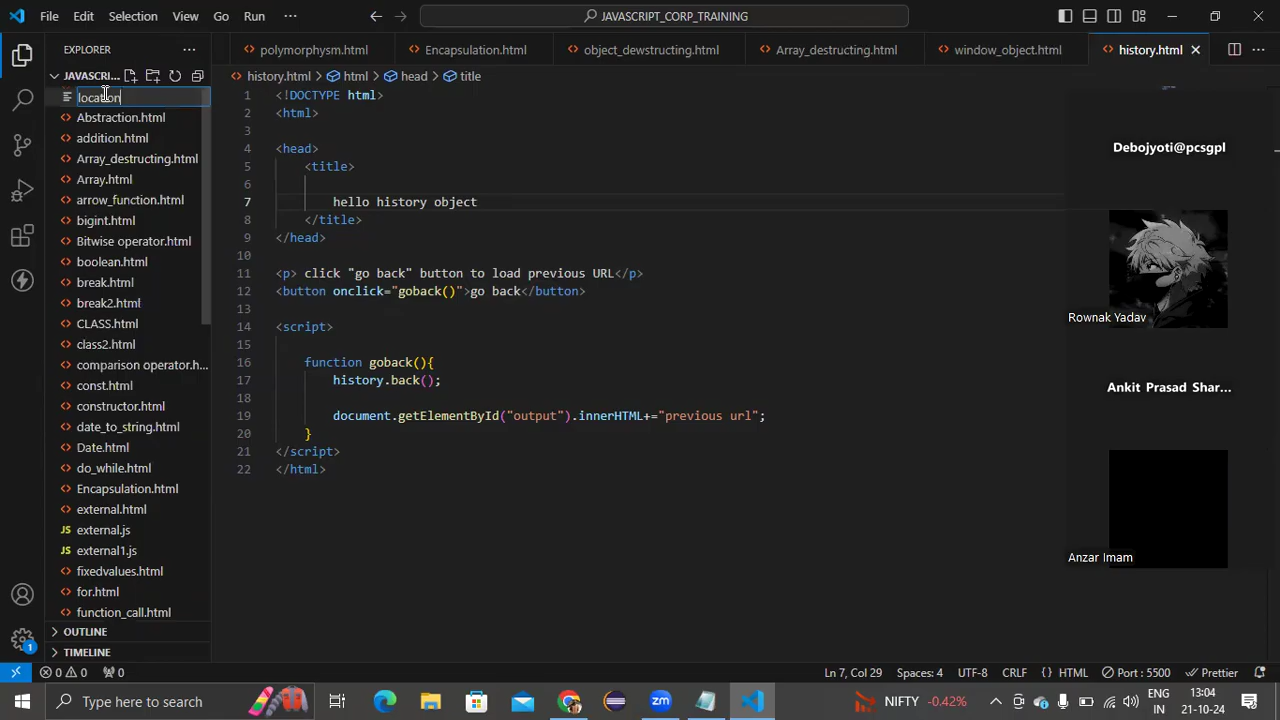 File Edit Selection View Go Run ··· JAVASCRIPT_CORP_TRAINING
EXPLORER ···
polymorphysm.html Encapsulation.html object_dewstructing.html Array_destructing.html window_object.html history.html
JAVASCRI...
history.html > html > head > title
location
Abstraction.html
addition.html
Array_destructing.html
Array.html
arrow_function.html
bigint.html
Bitwise operator.html
boolean.html
break.html
break2.html
CLASS.html
class2.html
comparison operator.h...
const.html
constructor.html
date_to_string.html
Date.html
do_while.html
Encapsulation.html
external.html
external.js
external1.js
fixedvalues.html
for.html
function_call.html
OUTLINE
TIMELINE
1 <!DOCTYPE html>
2 <html>
3
4 <head>
5 <title>
6
7 hello history object
8 </title>
9 </head>
10
11 <p> click "go back" button to load previous URL</p>
12 <button onclick="goback()">go back</button>
13
14 <script>
15
16 function goback(){
17 history.back();
18
19 document.getElementById("output").innerHTML+="previous url";
20 }
21 </script>
22 </html>
Debojyoti@pcsgpl
Rownak Yadav
Ankit Prasad Shar...
Anzar Imam
1
0 0 0 Ln 7, Col 29 Spaces: 4 UTF-8 CRLF {} HTML Port : 5500 Prettier
Type here to search zm NIFTY -0.42% ENG IN 13:04 21-10-24